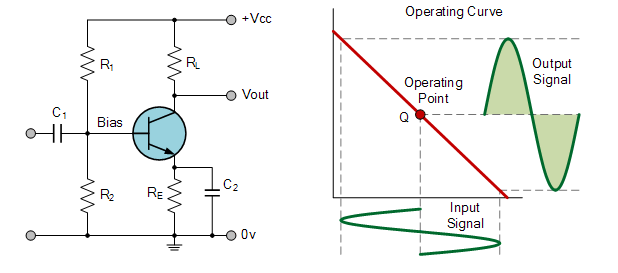 +Vcc
R1
RL
C1
Bias
Vout
R2
RE
C2
0v
Operating Curve
Operating
Point
Q
Output
Signal
Input
Signal